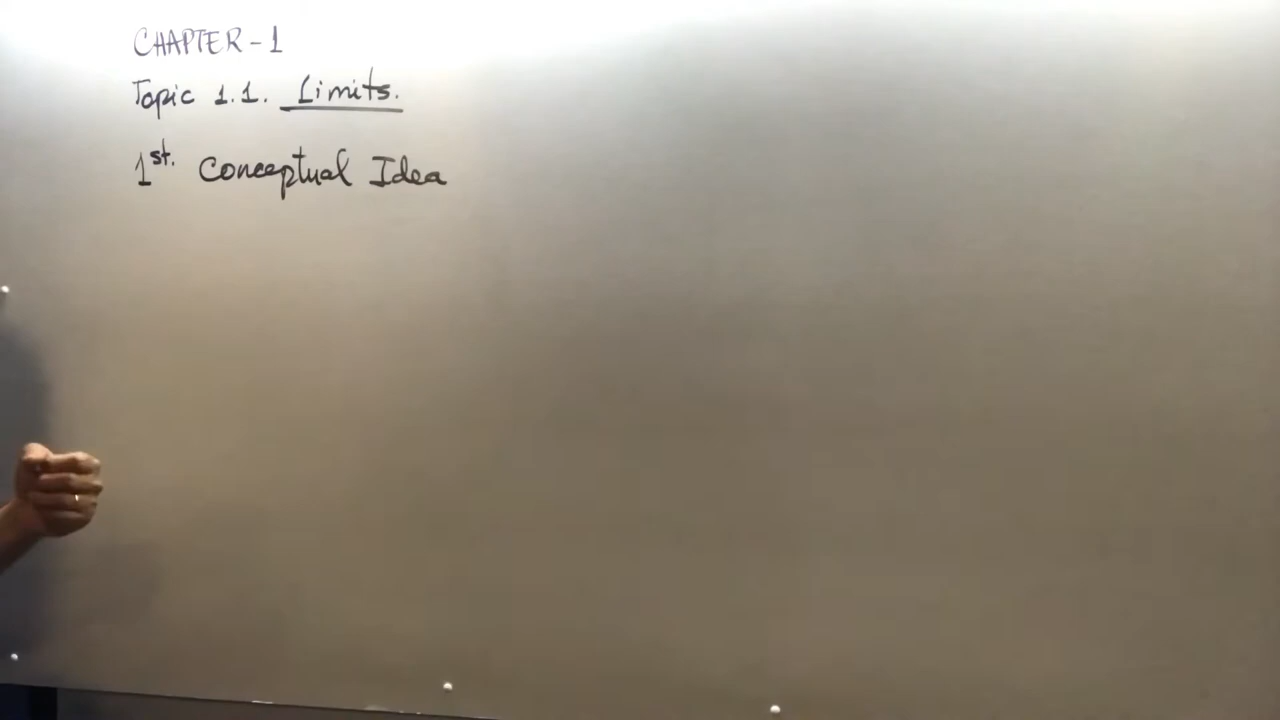 CHAPTER-1
Topic 1.1. Limits.
1st. Conceptual Idea